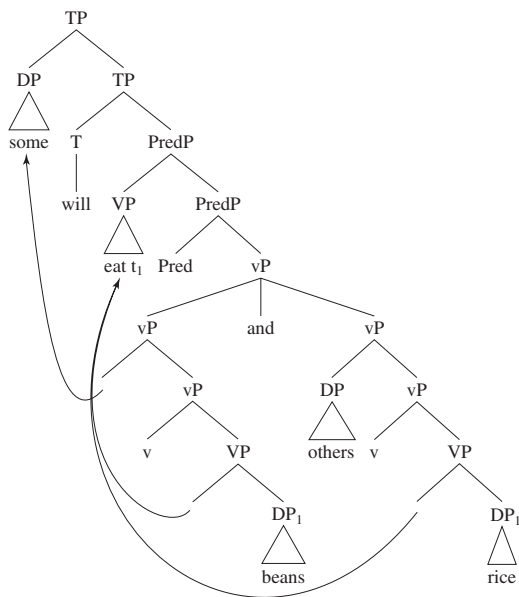 TP
DP TP
some T PredP
will VP PredP
eat t₁ Pred vP
vP and vP
vP DP vP
v VP others v VP
DP₁ DP₁
beans rice